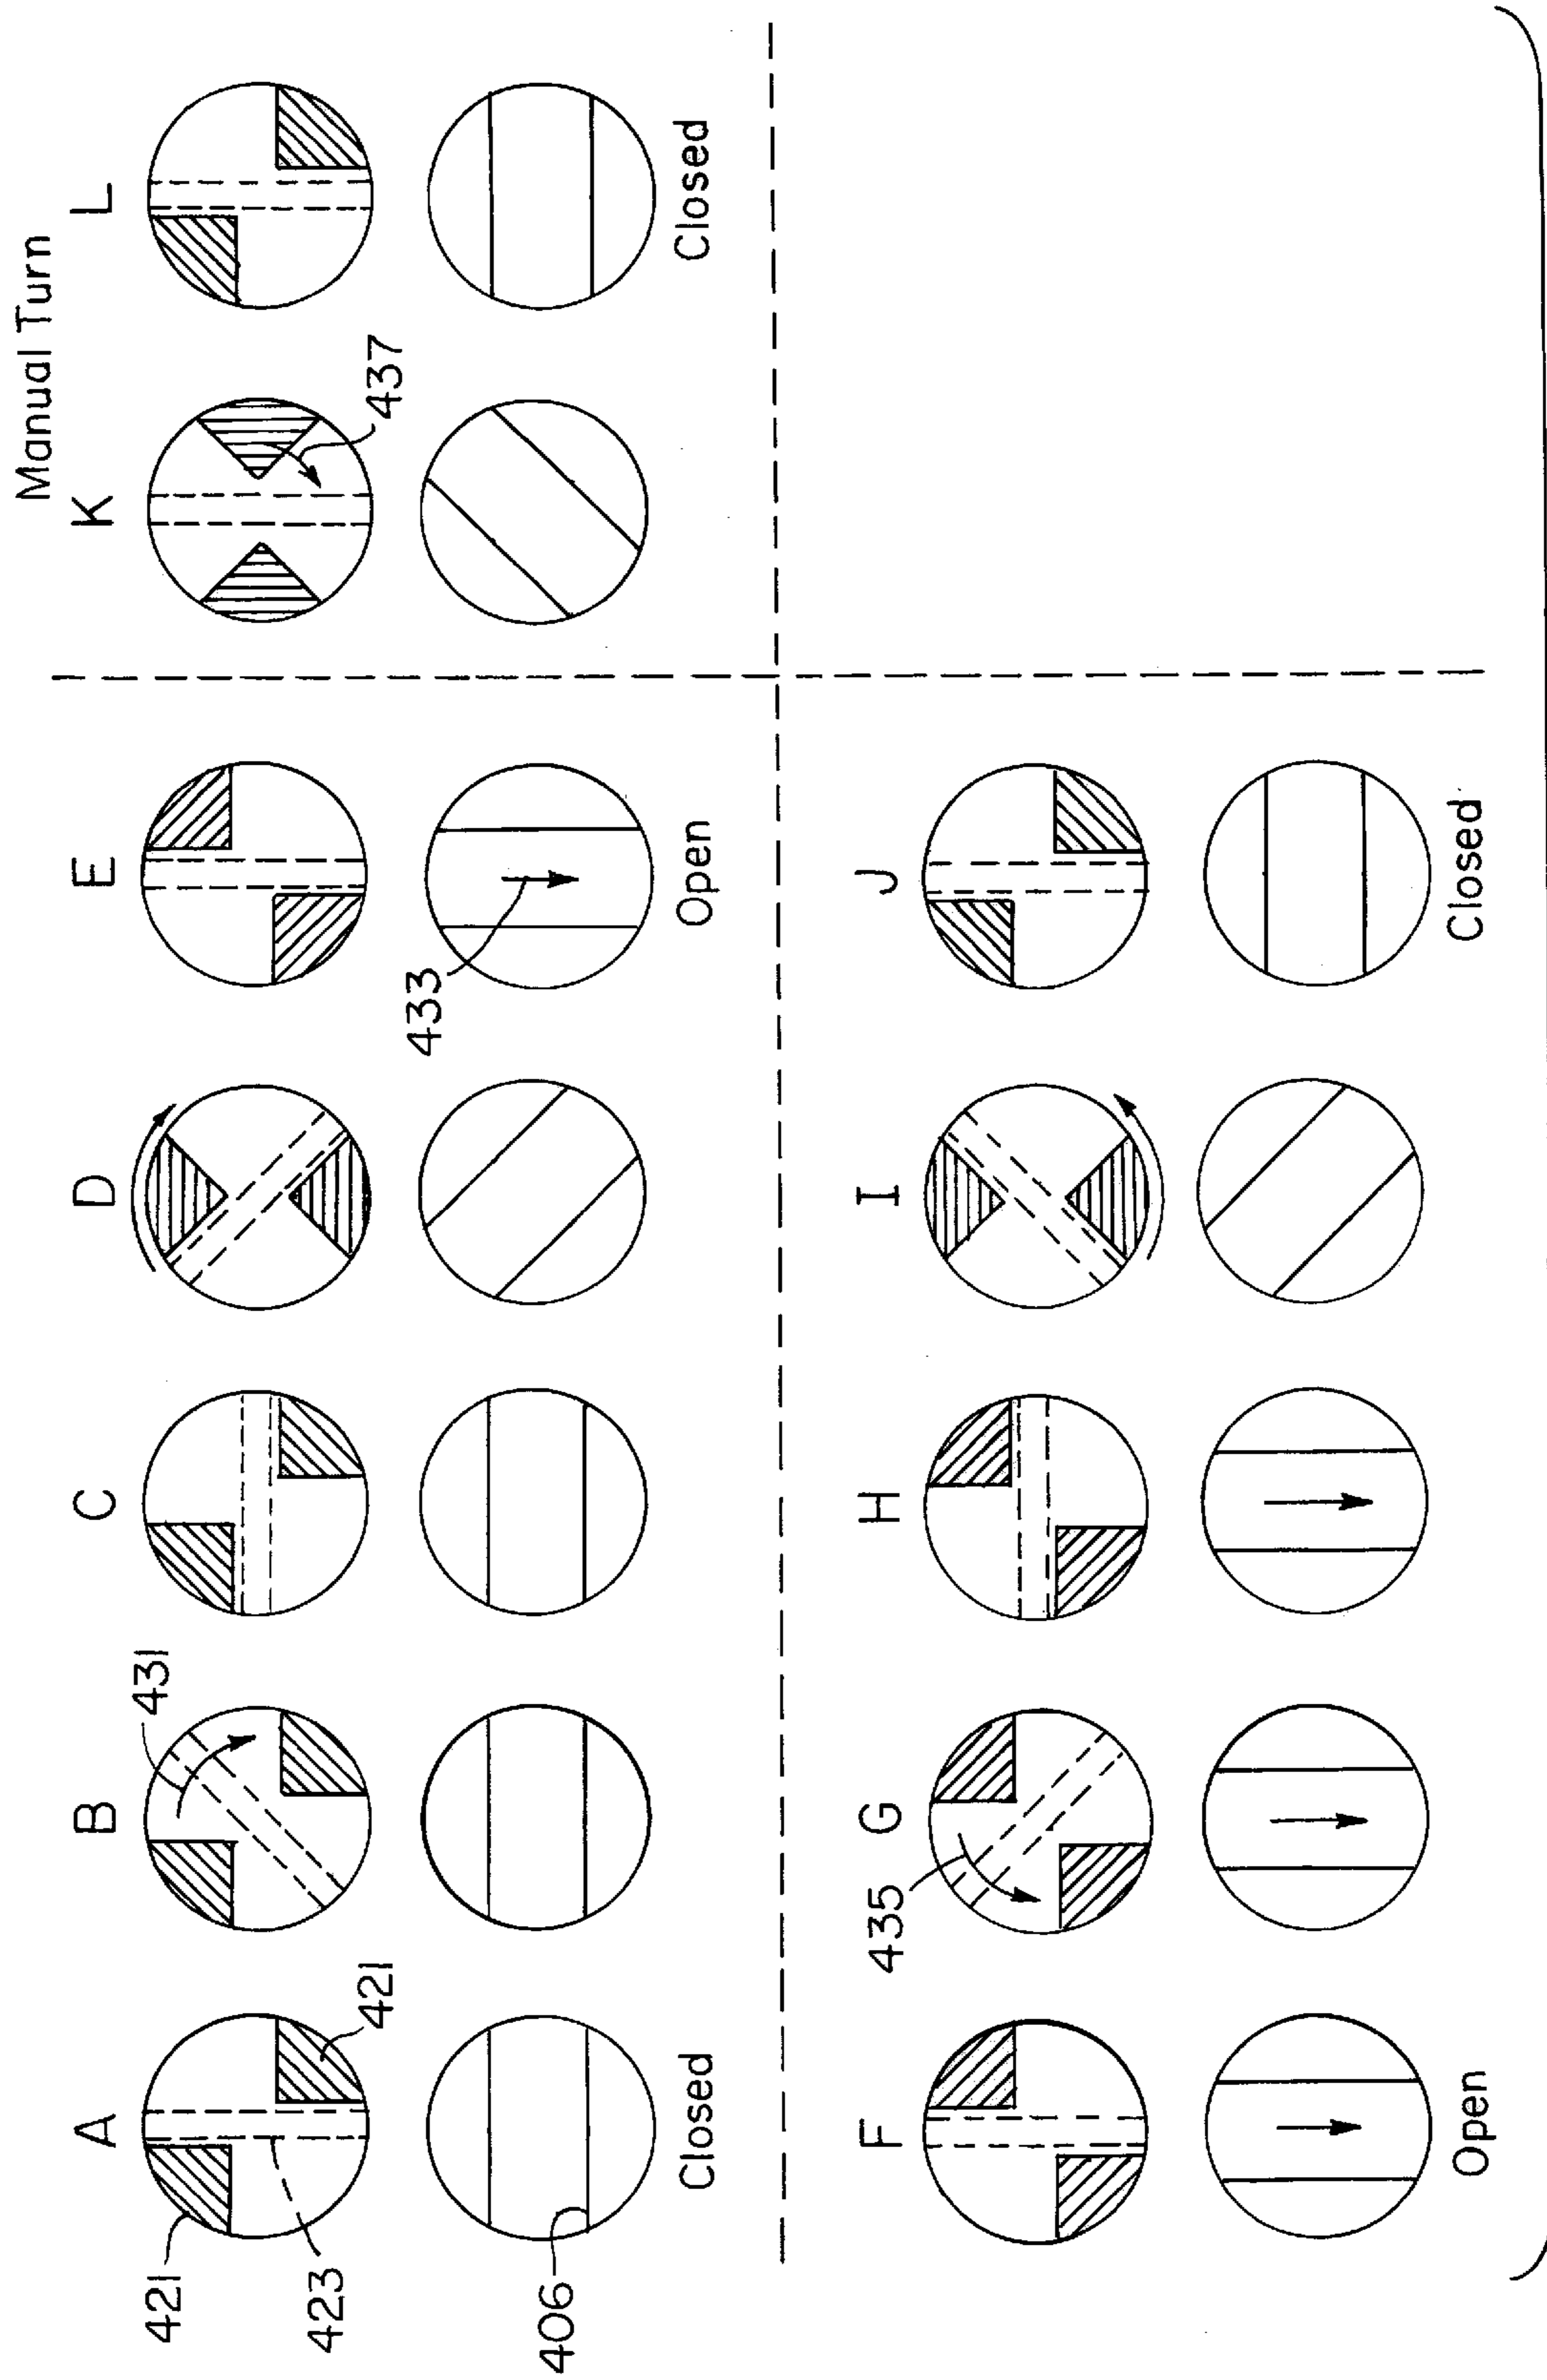 Manual Turn
A
B
C
D
E
K
L
431
421
421
423
433
437
406
Closed
Open
Closed
F
G
H
I
J
435
Open
Closed